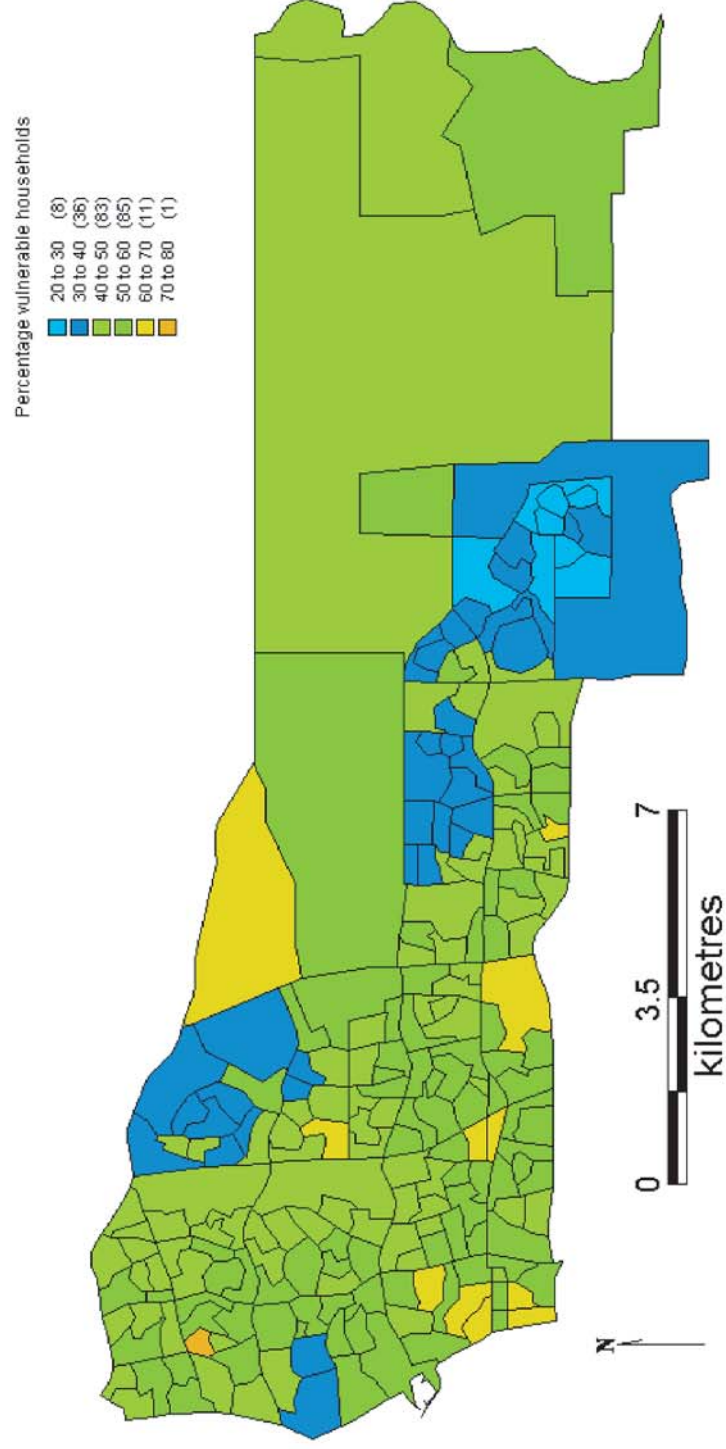 Percentage vulnerable households
20 to 30 (8)
30 to 40 (36)
40 to 50 (83)
50 to 60 (85)
60 to 70 (11)
70 to 80 (1)
N
0 3.5 7
kilometres